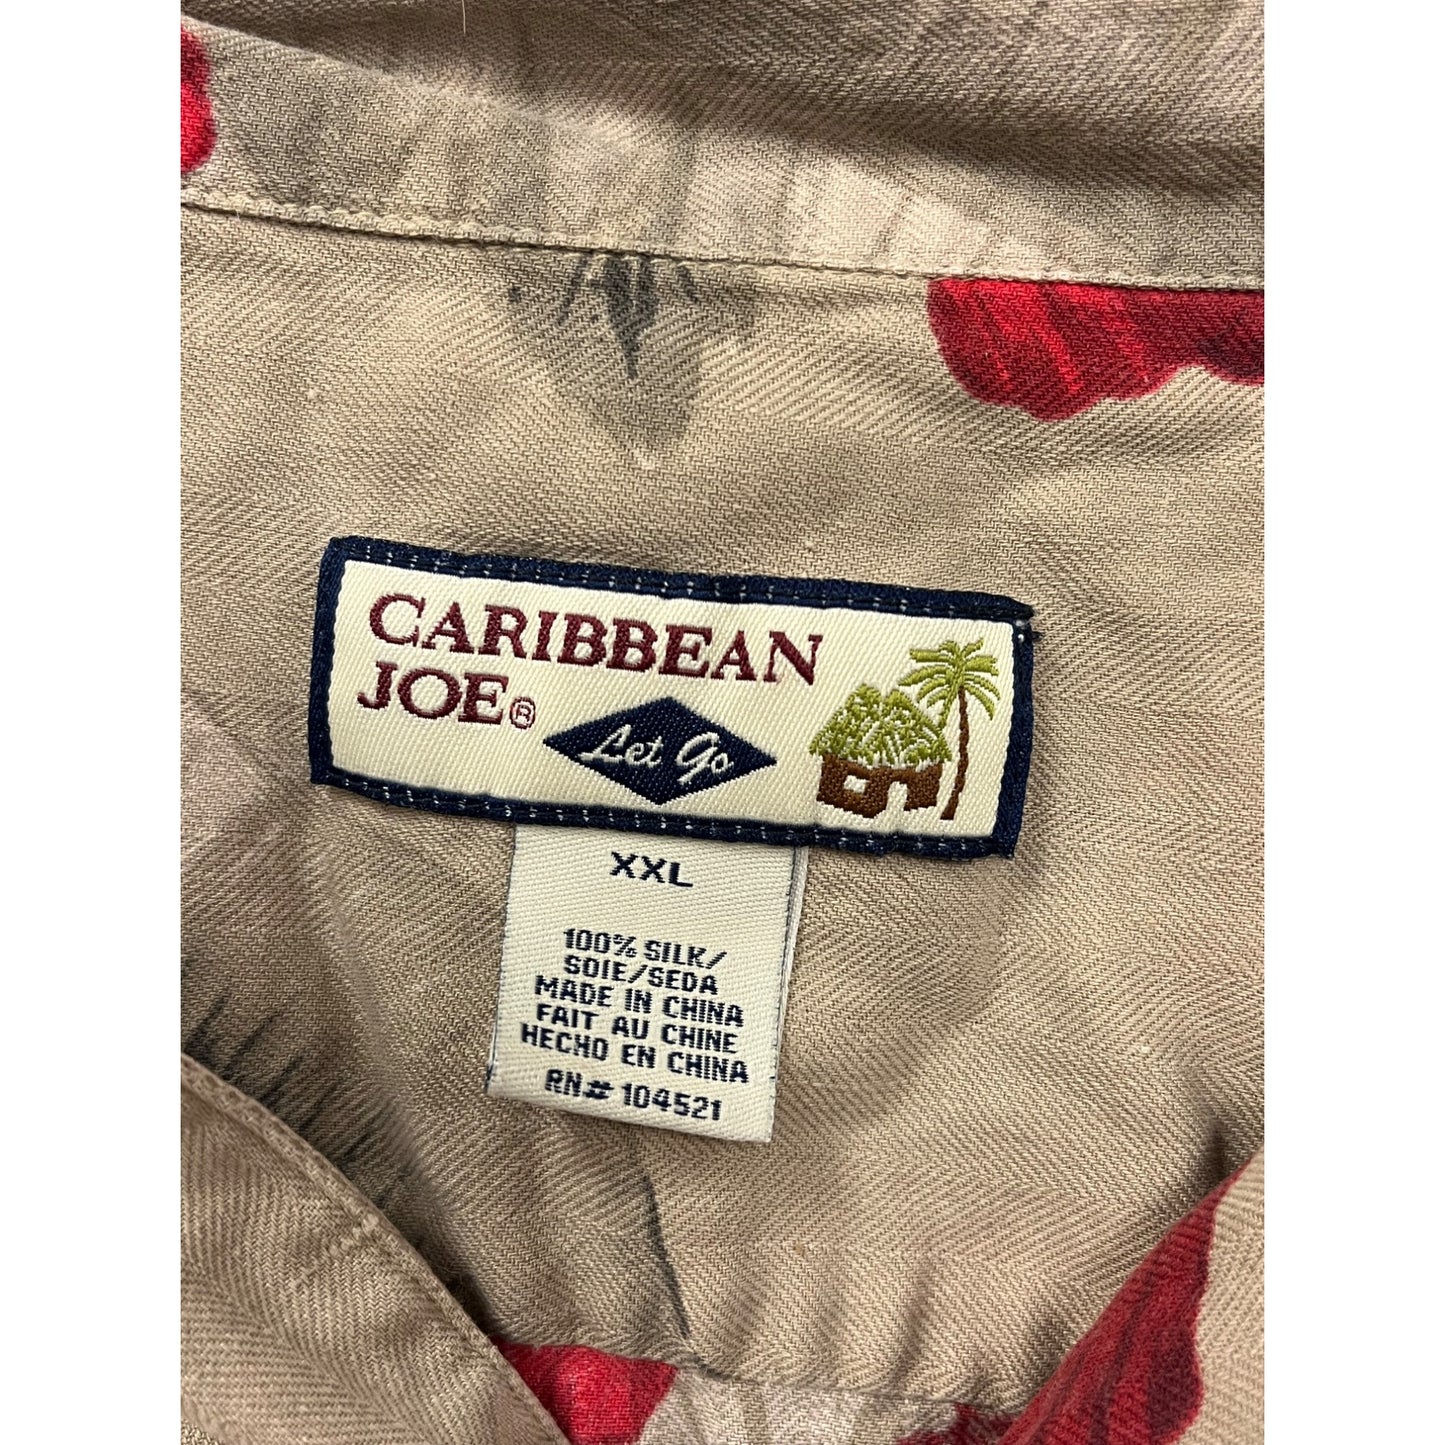 CARIBBEAN
JOE®
Let Go
XXL
100% SILK/
SOIE/SEDA
MADE IN CHINA
FAIT AU CHINE
HECHO EN CHINA
RN# 104521